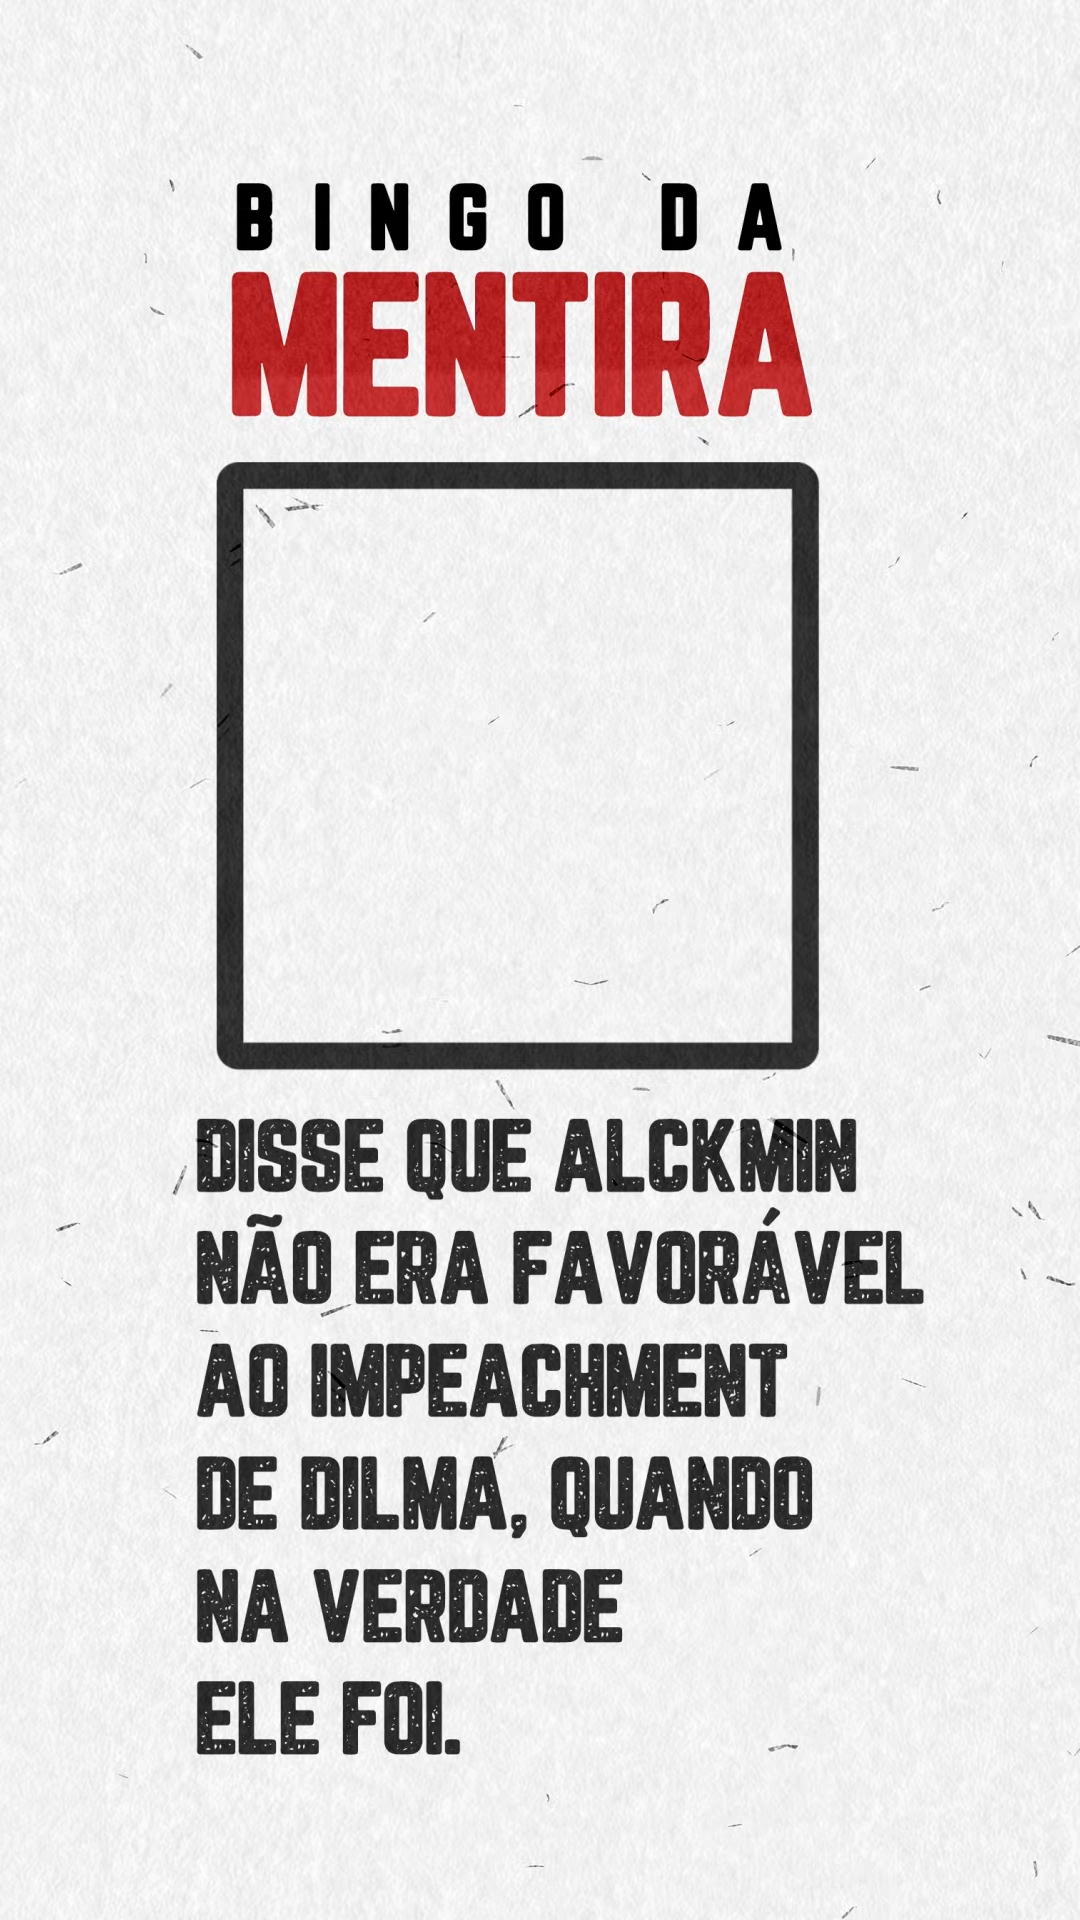 BINGO DA
MENTIRA
DISSE QUE ALCKMIN
NÃO ERA FAVORÁVEL
AO IMPEACHMENT
DE DILMA, QUANDO
NA VERDADE
ELE FOI.